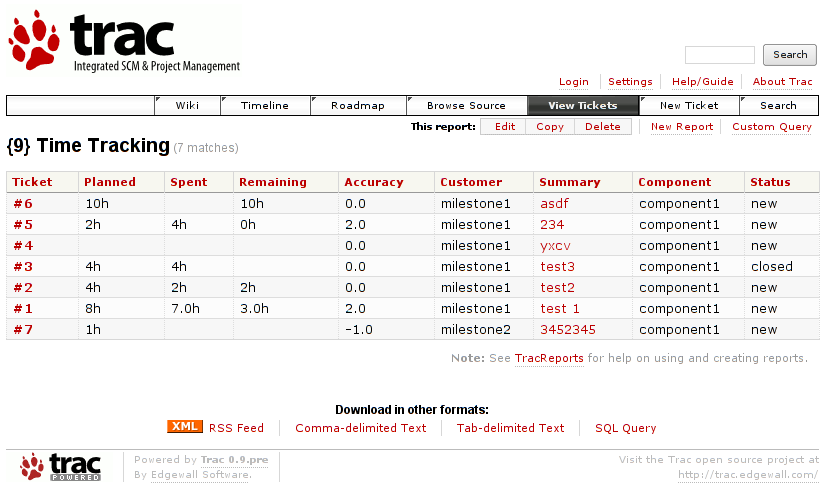 trac
Integrated SCM & Project Management
Search
Login Settings Help/Guide About Trac
Wiki Timeline Roadmap Browse Source View Tickets New Ticket Search
This report: Edit Copy Delete New Report Custom Query
{9} Time Tracking (7 matches)
Ticket Planned Spent Remaining Accuracy Customer Summary Component Status
#6 10h 10h 0.0 milestone1 asdf component1 new
#5 2h 4h 0h 2.0 milestone1 234 component1 new
#4 0.0 milestone1 yxcv component1 new
#3 4h 4h 0.0 milestone1 test3 component1 closed
#2 4h 2h 2h 0.0 milestone1 test2 component1 new
#1 8h 7.0h 3.0h 2.0 milestone1 test 1 component1 new
#7 1h -1.0 milestone2 3452345 component1 new
Note: See TracReports for help on using and creating reports.
Download in other formats:
XML RSS Feed Comma-delimited Text Tab-delimited Text SQL Query
trac POWERED
Powered by Trac 0.9.pre
By Edgewall Software.
Visit the Trac open source project at
http://trac.edgewall.com/